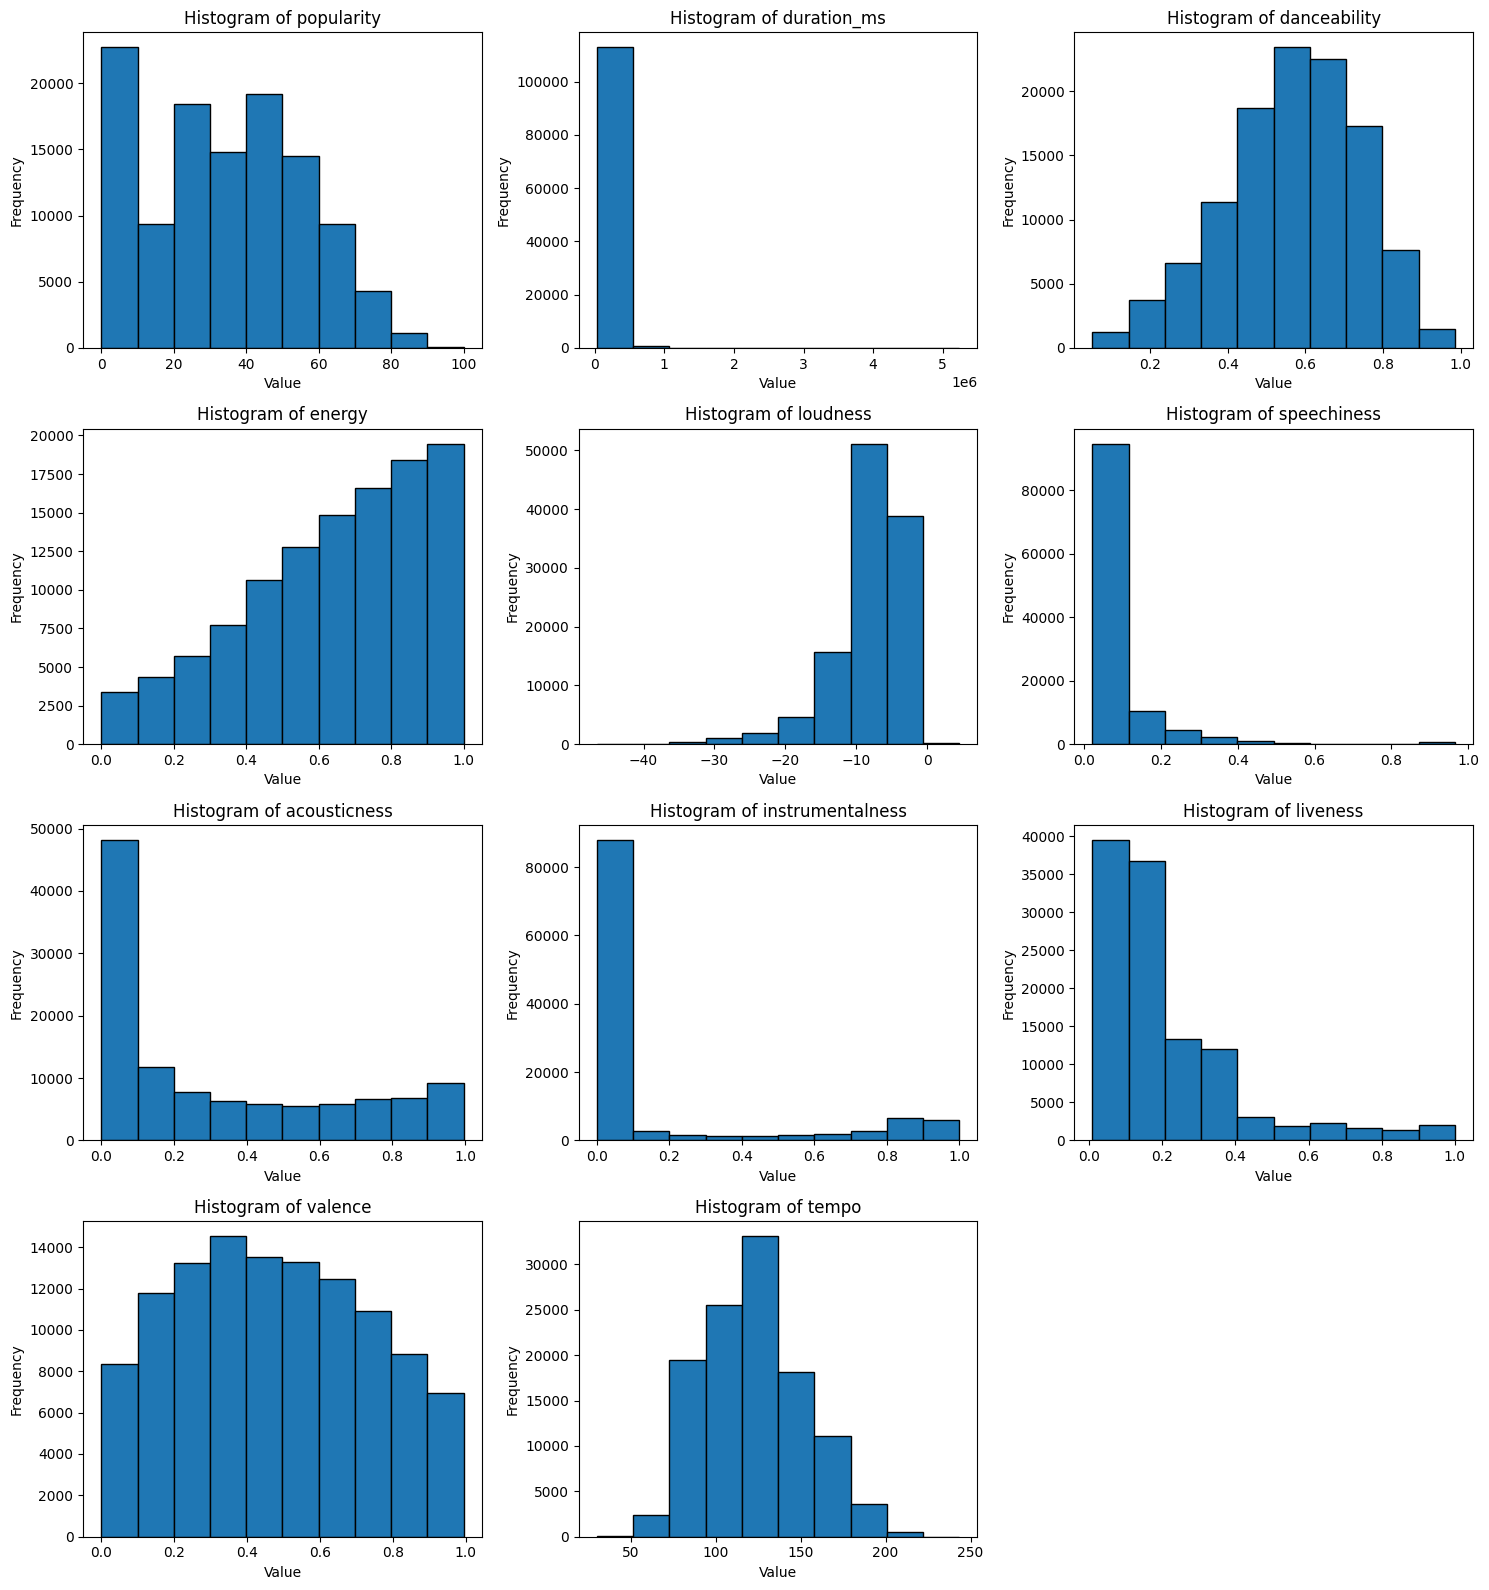 Histogram of popularity
Frequency
20000
15000
10000
5000
0
0 20 40 60 80 100
Value
Histogram of duration_ms
Frequency
100000
80000
60000
40000
20000
0
0 1 2 3 4 5
1e6
Value
Histogram of danceability
Frequency
20000
15000
10000
5000
0
0.2 0.4 0.6 0.8 1.0
Value
Histogram of energy
Frequency
20000
17500
15000
12500
10000
7500
5000
2500
0
0.0 0.2 0.4 0.6 0.8 1.0
Value
Histogram of loudness
Frequency
50000
40000
30000
20000
10000
0
−40 −30 −20 −10 0
Value
Histogram of speechiness
Frequency
80000
60000
40000
20000
0
0.0 0.2 0.4 0.6 0.8 1.0
Value
Histogram of acousticness
Frequency
50000
40000
30000
20000
10000
0
0.0 0.2 0.4 0.6 0.8 1.0
Value
Histogram of instrumentalness
Frequency
80000
60000
40000
20000
0
0.0 0.2 0.4 0.6 0.8 1.0
Value
Histogram of liveness
Frequency
40000
35000
30000
25000
20000
15000
10000
5000
0
0.0 0.2 0.4 0.6 0.8 1.0
Value
Histogram of valence
Frequency
14000
12000
10000
8000
6000
4000
2000
0
0.0 0.2 0.4 0.6 0.8 1.0
Value
Histogram of tempo
Frequency
30000
25000
20000
15000
10000
5000
0
50 100 150 200 250
Value